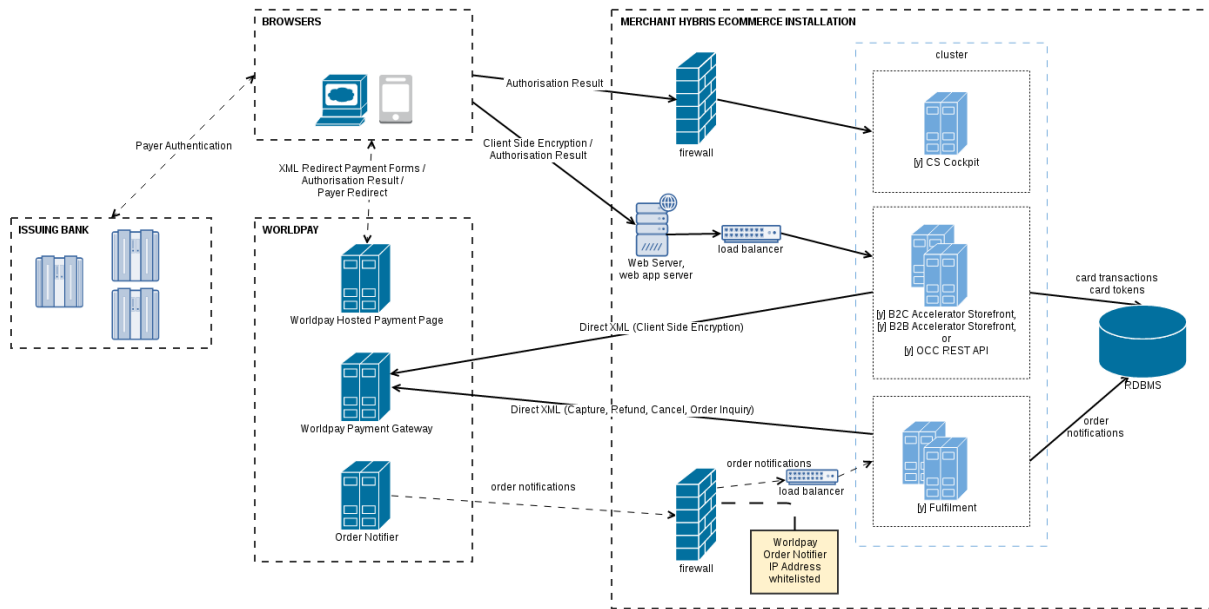 BROWSERS
MERCHANT HYBRIS ECOMMERCE INSTALLATION
cluster
Authorisation Result
firewall
[y] CS Cockpit
Payer Authentication
Client Side Encryption /
Authorisation Result
XML Redirect Payment Forms /
Authorisation Result /
Payer Redirect
ISSUING BANK
WORLDPAY
Web Server,
web app server
load balancer
Worldpay Hosted Payment Page
[y] B2C Accelerator Storefront,
[y] B2B Accelerator Storefront,
or
[y] OCC REST API
card transactions
card tokens
RDBMS
Direct XML (Client Side Encryption)
Worldpay Payment Gateway
Direct XML (Capture, Refund, Cancel, Order Inquiry)
order
notifications
Order Notifier
order notifications
order notifications
load balancer
[y] Fulfilment
firewall
Worldpay
Order Notifier
IP Address
whitelisted